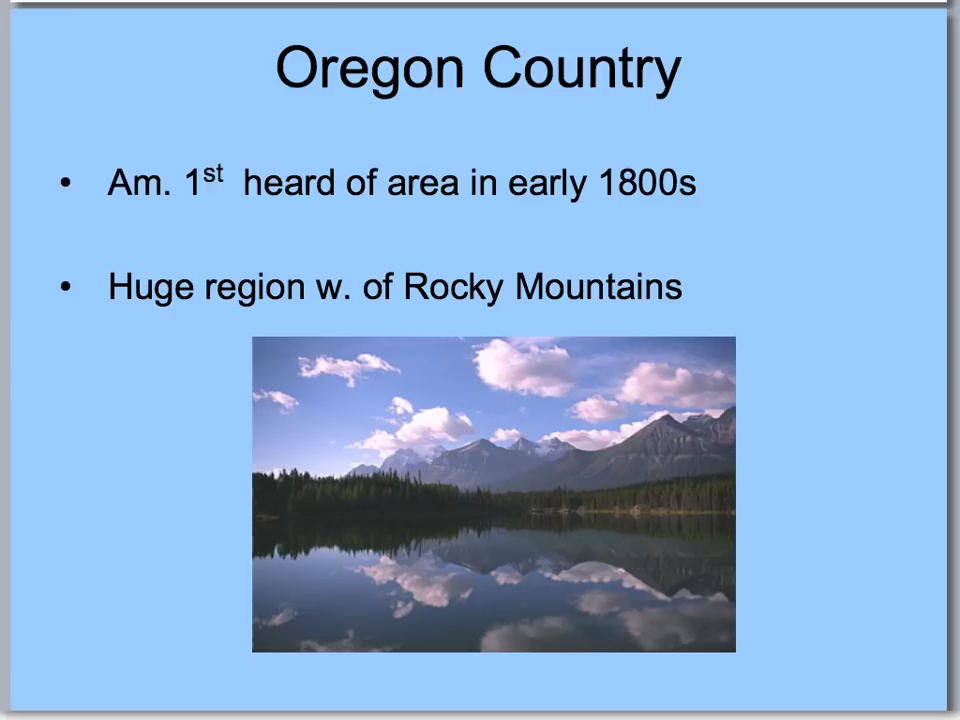 Oregon Country
• Am. 1st heard of area in early 1800s
• Huge region w. of Rocky Mountains